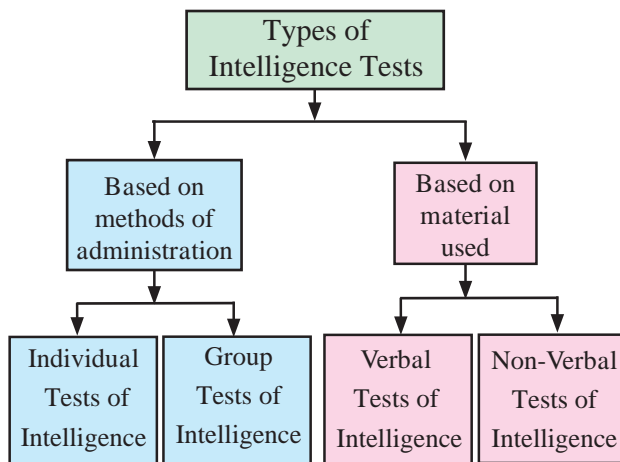 Types of
Intelligence Tests
Based on
methods of
administration
Based on
material
used
Individual
Tests of
Intelligence
Group
Tests of
Intelligence
Verbal
Tests of
Intelligence
Non-Verbal
Tests of
Intelligence